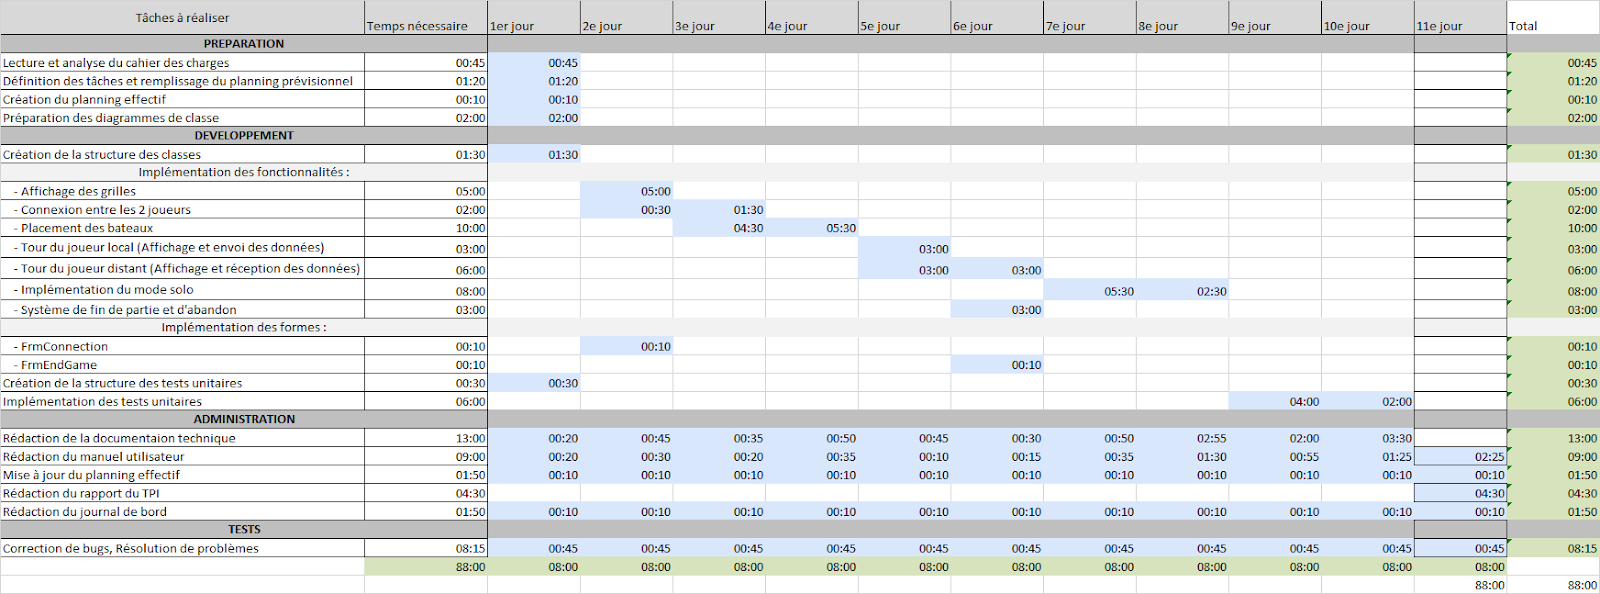 Tâches à réaliser Temps nécessaire 1er jour 2e jour 3e jour 4e jour 5e jour 6e jour 7e jour 8e jour 9e jour 10e jour 11e jour Total
PREPARATION
Lecture et analyse du cahier des charges 00:45 00:45 00:45
Définition des tâches et remplissage du planning prévisionnel 01:20 01:20 01:20
Création du planning effectif 00:10 00:10 00:10
Préparation des diagrammes de classe 02:00 02:00 02:00
DEVELOPPEMENT
Création de la structure des classes 01:30 01:30 01:30
Implémentation des fonctionnalités :
- Affichage des grilles 05:00 05:00 05:00
- Connexion entre les 2 joueurs 02:00 00:30 01:30 02:00
- Placement des bateaux 10:00 04:30 05:30 10:00
- Tour du joueur local (Affichage et envoi des données) 03:00 03:00 03:00
- Tour du joueur distant (Affichage et réception des données) 06:00 03:00 03:00 06:00
- Implémentation du mode solo 08:00 05:30 02:30 08:00
- Système de fin de partie et d'abandon 03:00 03:00 03:00
Implémentation des formes :
- FrmConnection 00:10 00:10 00:10
- FrmEndGame 00:10 00:10 00:10
Création de la structure des tests unitaires 00:30 00:30 00:30
Implémentation des tests unitaires 06:00 04:00 02:00 06:00
ADMINISTRATION
Rédaction de la documentaion technique 13:00 00:20 00:45 00:35 00:50 00:45 00:30 00:50 02:55 02:00 03:30 13:00
Rédaction du manuel utilisateur 09:00 00:20 00:30 00:20 00:35 00:10 00:15 00:35 01:30 00:55 01:25 02:25 09:00
Mise à jour du planning effectif 01:50 00:10 00:10 00:10 00:10 00:10 00:10 00:10 00:10 00:10 00:10 00:10 01:50
Rédaction du rapport du TPI 04:30 04:30 04:30
Rédaction du journal de bord 01:50 00:10 00:10 00:10 00:10 00:10 00:10 00:10 00:10 00:10 00:10 00:10 01:50
TESTS
Correction de bugs, Résolution de problèmes 08:15 00:45 00:45 00:45 00:45 00:45 00:45 00:45 00:45 00:45 00:45 00:45 08:15
88:00 08:00 08:00 08:00 08:00 08:00 08:00 08:00 08:00 08:00 08:00 08:00
88:00 88:00